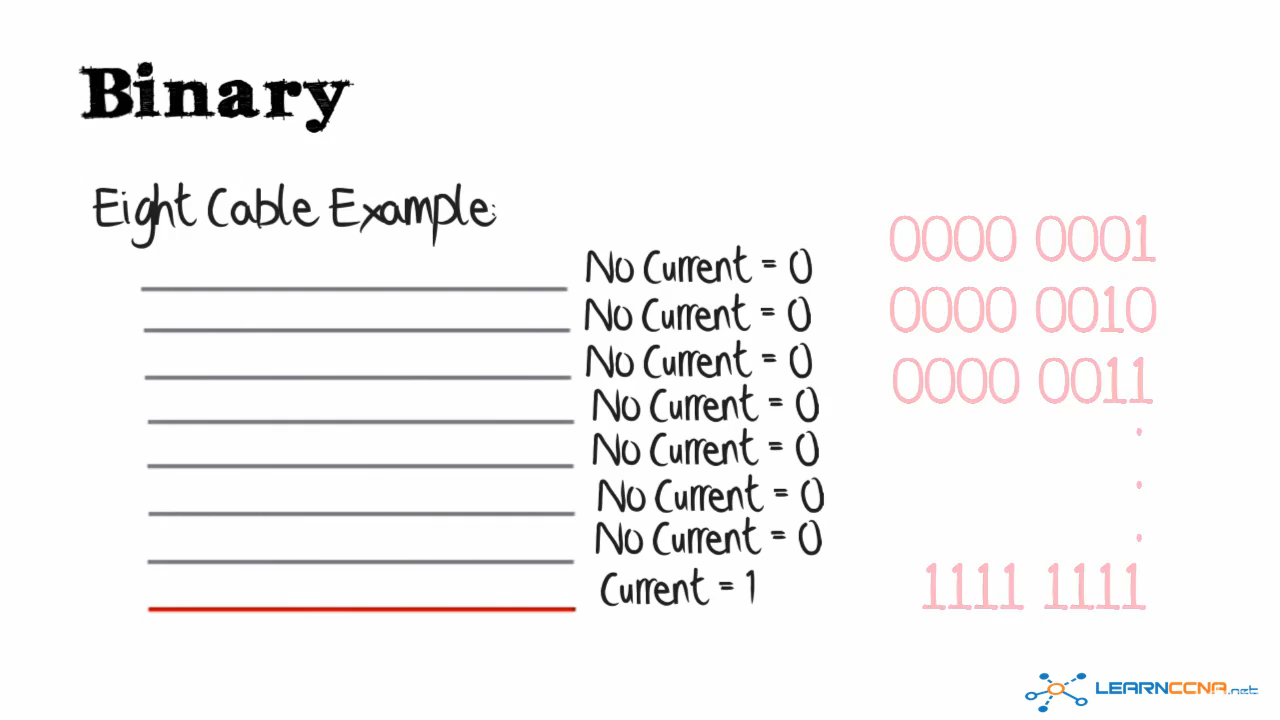 Binary
Eight Cable Example:
No Current = 0
No Current = 0
No Current = 0
No Current = 0
No Current = 0
No Current = 0
No Current = 0
Current = 1
0000 0001
0000 0010
0000 0011
.
.
.
1111 1111
LEARNCCNA.net